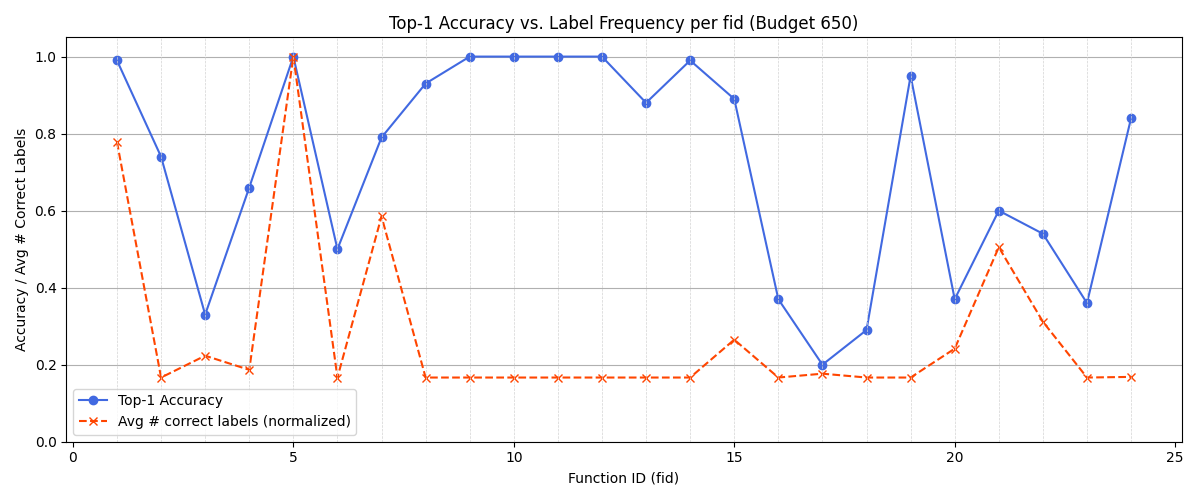 Top-1 Accuracy vs. Label Frequency per fid (Budget 650)
Accuracy / Avg # Correct Labels
1.0
0.8
0.6
0.4
0.2
0.0
Top-1 Accuracy
Avg # correct labels (normalized)
0 5 10 15 20 25
Function ID (fid)